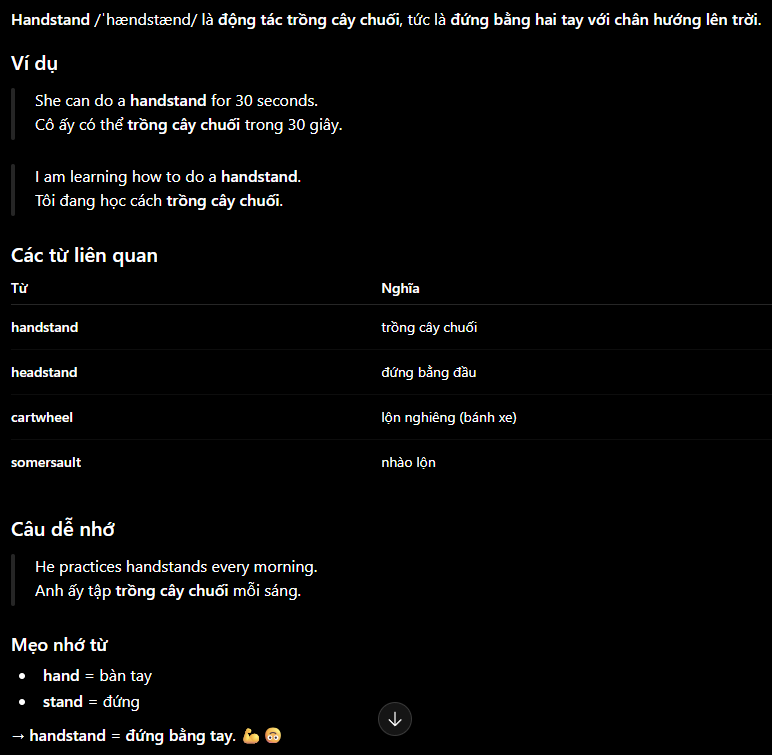 Handstand /ˈhændstænd/ là động tác trồng cây chuối, tức là đứng bằng hai tay với chân hướng lên trời.
Ví dụ
She can do a handstand for 30 seconds.
Cô ấy có thể trồng cây chuối trong 30 giây.
I am learning how to do a handstand.
Tôi đang học cách trồng cây chuối.
Các từ liên quan
Từ Nghĩa
handstand trồng cây chuối
headstand đứng bằng đầu
cartwheel lộn nghiêng (bánh xe)
somersault nhào lộn
Câu dễ nhớ
He practices handstands every morning.
Anh ấy tập trồng cây chuối mỗi sáng.
Mẹo nhớ từ
• hand = bàn tay
• stand = đứng
→ handstand = đứng bằng tay. 💪🙃